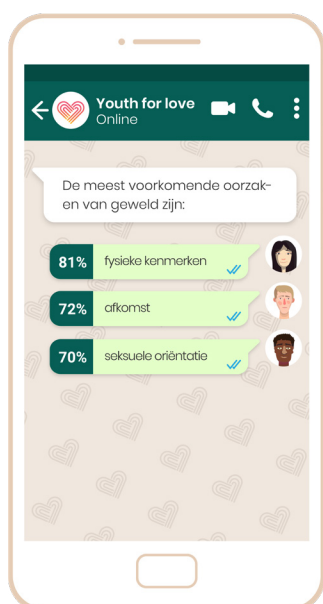 Youth for love
Online
De meest voorkomende oorzak-
en van geweld zijn:
81% fysieke kenmerken
72% afkomst
70% seksuele oriëntatie